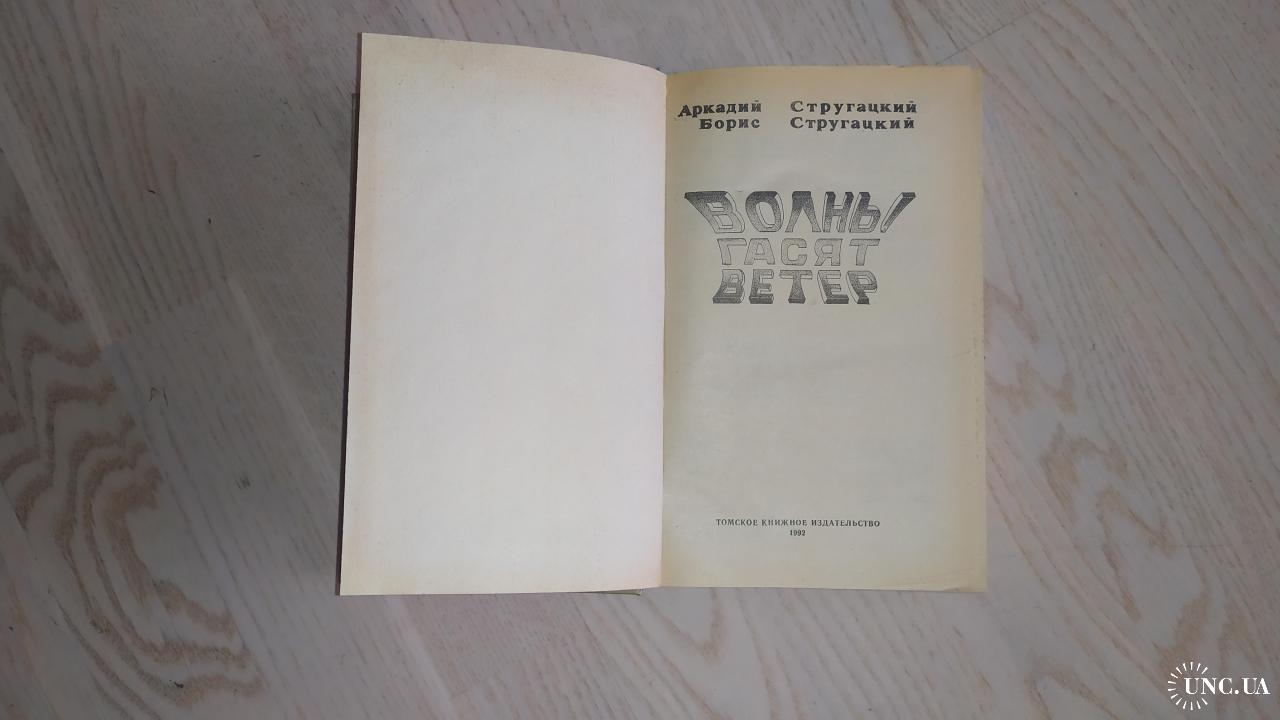 Аркадий Стругацкий
Борис Стругацкий
ВОЛНЫ
ГАСЯТ
ВЕТЕР
ТОМСКОЕ КНИЖНОЕ ИЗДАТЕЛЬСТВО
1992
UNC.UA